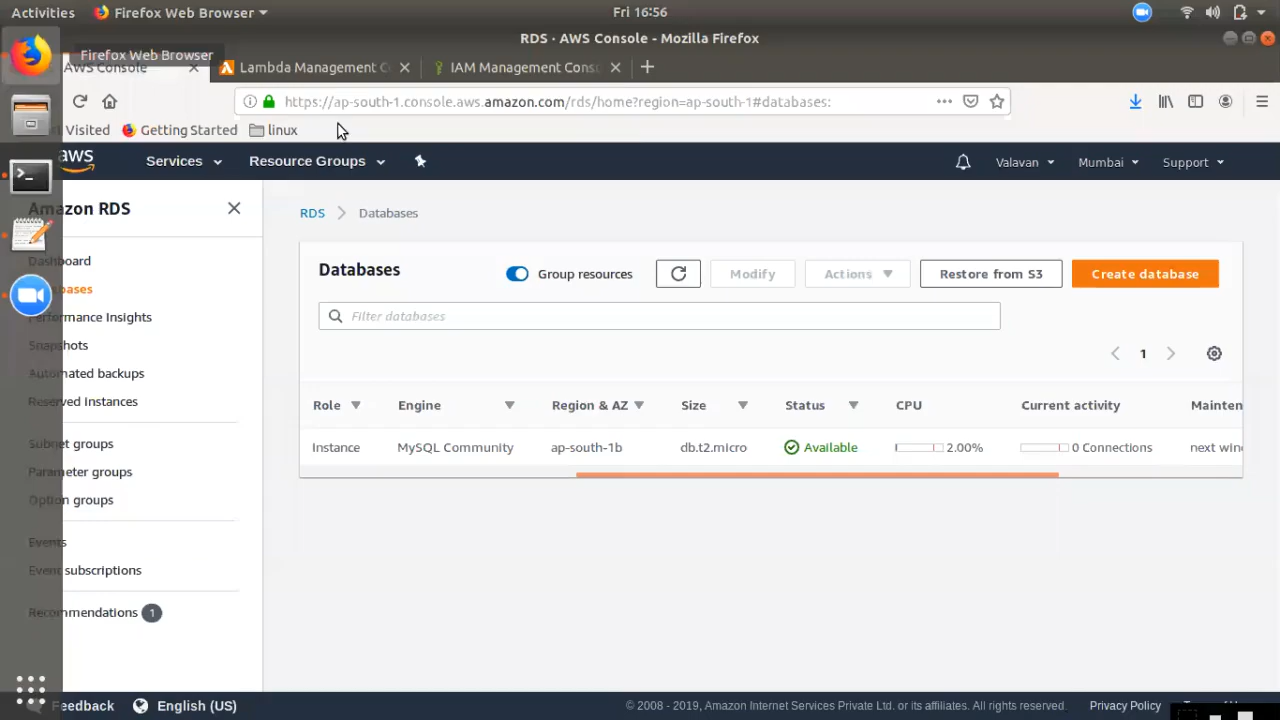 Activities Firefox Web Browser Fri 16:56
RDS · AWS Console - Mozilla Firefox
Firefox Web Browser
AWS Console Lambda Management C IAM Management Cons
https://ap-south-1.console.aws.amazon.com/rds/home?region=ap-south-1#databases:
Visited Getting Started linux
aws Services Resource Groups Valavan Mumbai Support
Amazon RDS
RDS Databases
Databases Group resources Modify Actions Restore from S3 Create database
Filter databases
1
Dashboard
bases
Performance Insights
Snapshots
Automated backups
Reserved Instances
Subnet groups
Parameter groups
Option groups
Events
Event subscriptions
Recommendations 1
Role Engine Region & AZ Size Status CPU Current activity Mainten
Instance MySQL Community ap-south-1b db.t2.micro Available 2.00% 0 Connections next win
Feedback English (US) © 2008 - 2019, Amazon Internet Services Private Ltd. or its affiliates. All rights reserved. Privacy Policy